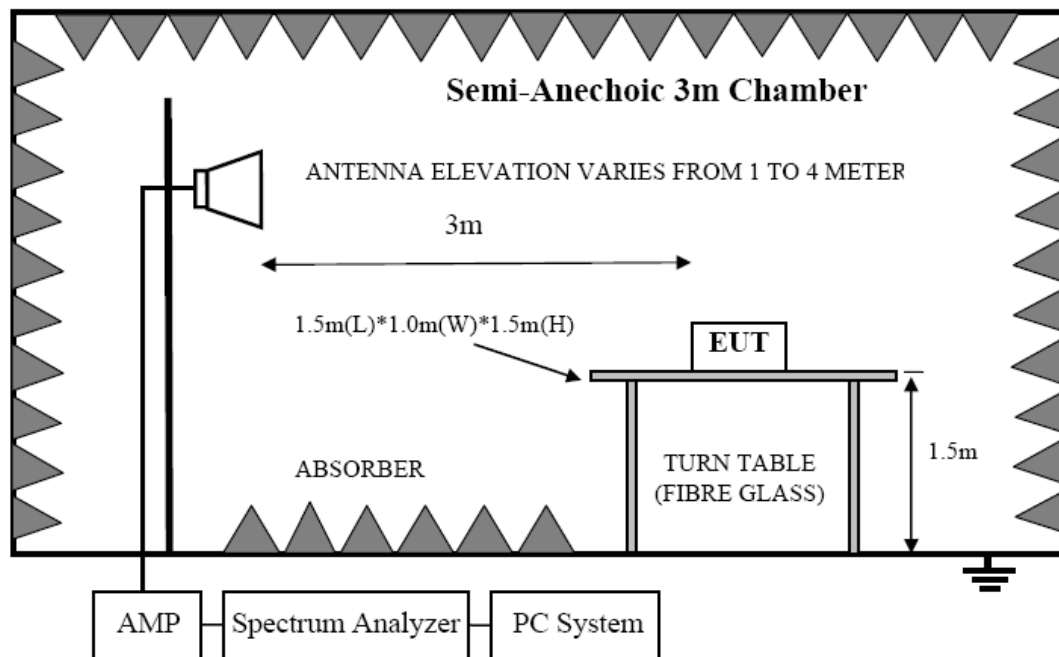 Semi-Anechoic 3m Chamber
ANTENNA ELEVATION VARIES FROM 1 TO 4 METER
3m
1.5m(L)*1.0m(W)*1.5m(H)
EUT
1.5m
ABSORBER
TURN TABLE
(FIBRE GLASS)
AMP
Spectrum Analyzer
PC System